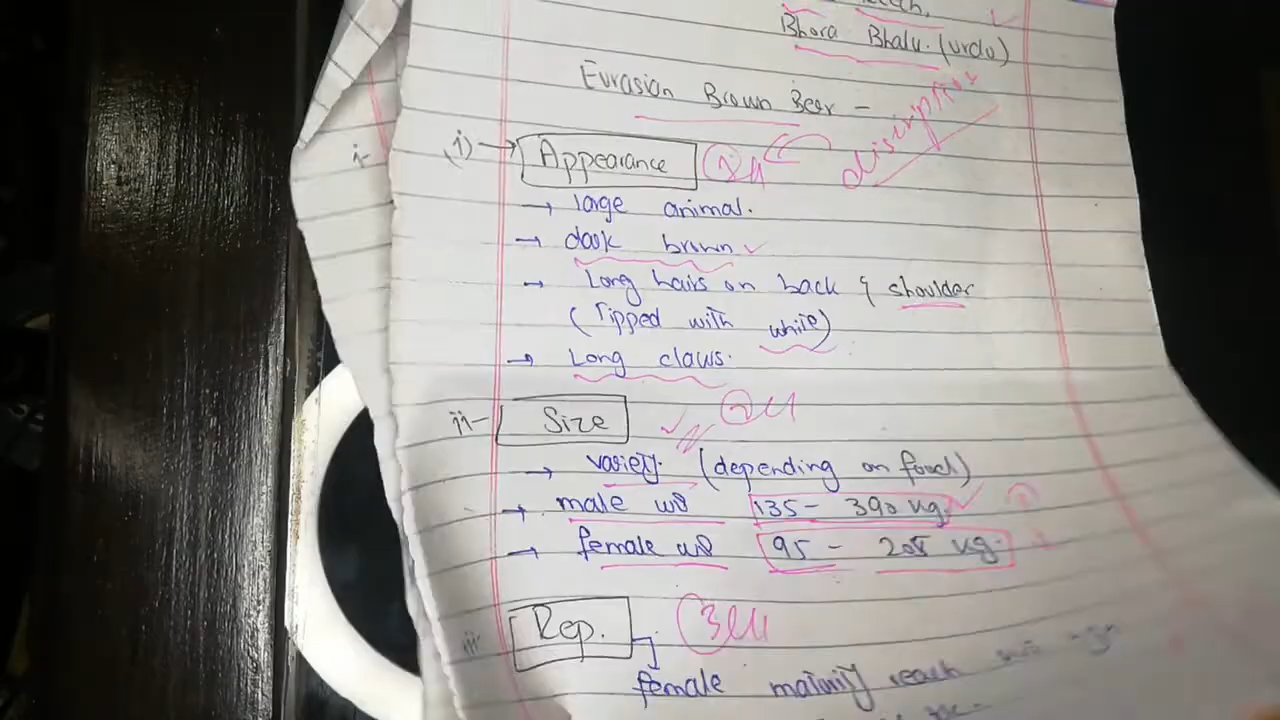 Bhora Bhalu. (urdu)
Eurasian Brown Beer -
discription
i) → Appearance
→ large animal.
→ dark brown
→ Long hairs on back & shoulder
(Tipped with white)
→ Long claws.
ii- Size
→ variety. (depending on food)
→ male wt 135 - 390 kg.
→ female wt 95 - 205 kg.
iii Rep.
female maturity reach